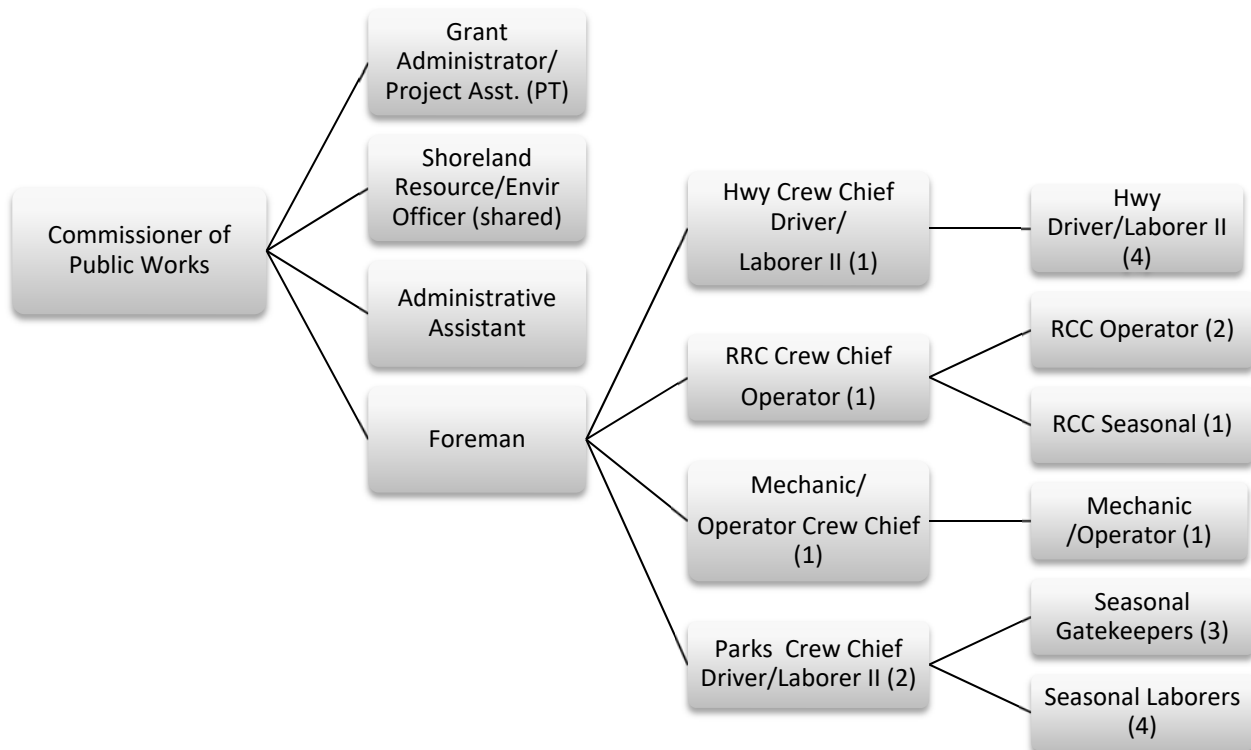 Grant
Administrator/
Project Asst. (PT)
Shoreland
Resource/Envir
Officer (shared)
Commissioner of
Public Works
Administrative
Assistant
Foreman
Hwy Crew Chief
Driver/
Laborer II (1)
Hwy
Driver/Laborer II
(4)
RRC Crew Chief
Operator (1)
RCC Operator (2)
RCC Seasonal (1)
Mechanic/
Operator Crew Chief
(1)
Mechanic
/Operator (1)
Parks Crew Chief
Driver/Laborer II (2)
Seasonal
Gatekeepers (3)
Seasonal Laborers
(4)